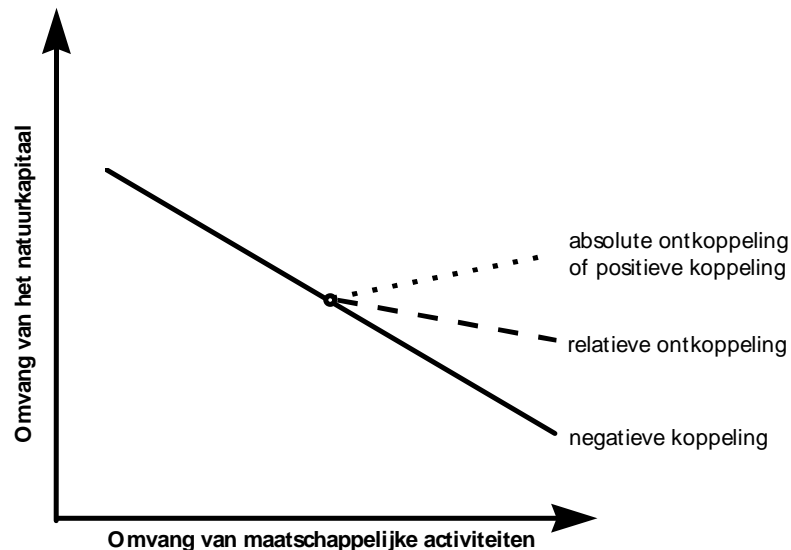 Omvang van het natuurkapitaal
absolute ontkoppeling
of positieve koppeling
relatieve ontkoppeling
negatieve koppeling
Omvang van maatschappelijke activiteiten